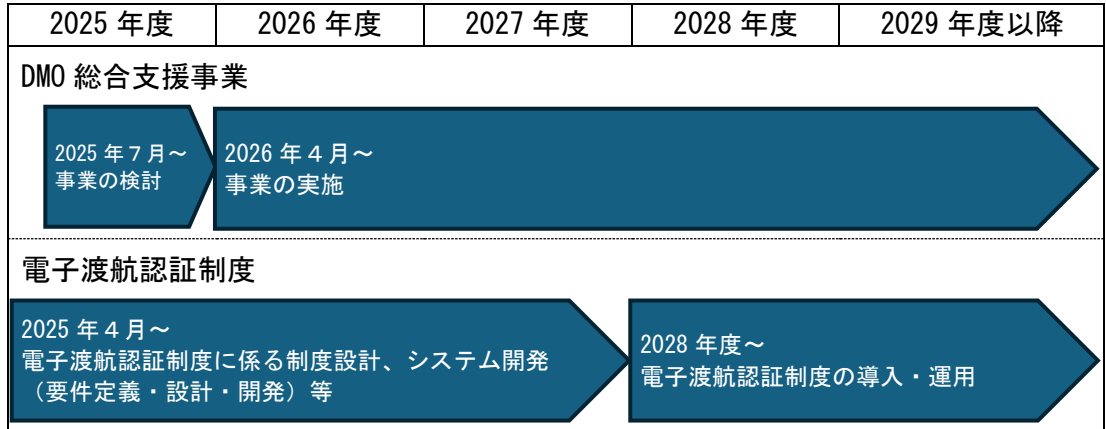 2025 年度 2026 年度 2027 年度 2028 年度 2029 年度以降
DMO 総合支援事業
2025 年７月～
事業の検討
2026 年４月～
事業の実施
電子渡航認証制度
2025 年４月～
電子渡航認証制度に係る制度設計、システム開発
（要件定義・設計・開発）等
2028 年度～
電子渡航認証制度の導入・運用